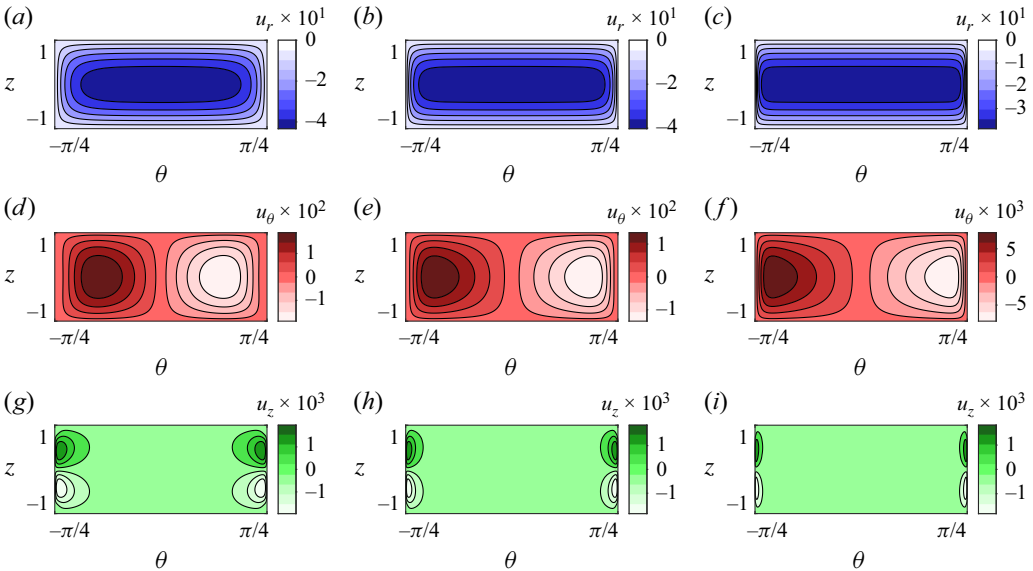 (a) u_r × 10^1 (b) u_r × 10^1 (c) u_r × 10^1
1 0 1 0 1 0
z –2 z –2 z –1 –2
–1 –4 –1 –4 –1 –3
–π/4 π/4 –π/4 π/4 –π/4 π/4
θ θ θ
(d) u_θ × 10^2 (e) u_θ × 10^2 (f) u_θ × 10^3
1 1 1 1 1 5
z 0 z 0 z 0
–1 –1 –1 –1 –1 –5
–π/4 π/4 –π/4 π/4 –π/4 π/4
θ θ θ
(g) u_z × 10^3 (h) u_z × 10^3 (i) u_z × 10^3
1 1 1 1 1 1
z 0 z 0 z 0
–1 –1 –1 –1 –1 –1
–π/4 π/4 –π/4 π/4 –π/4 π/4
θ θ θ